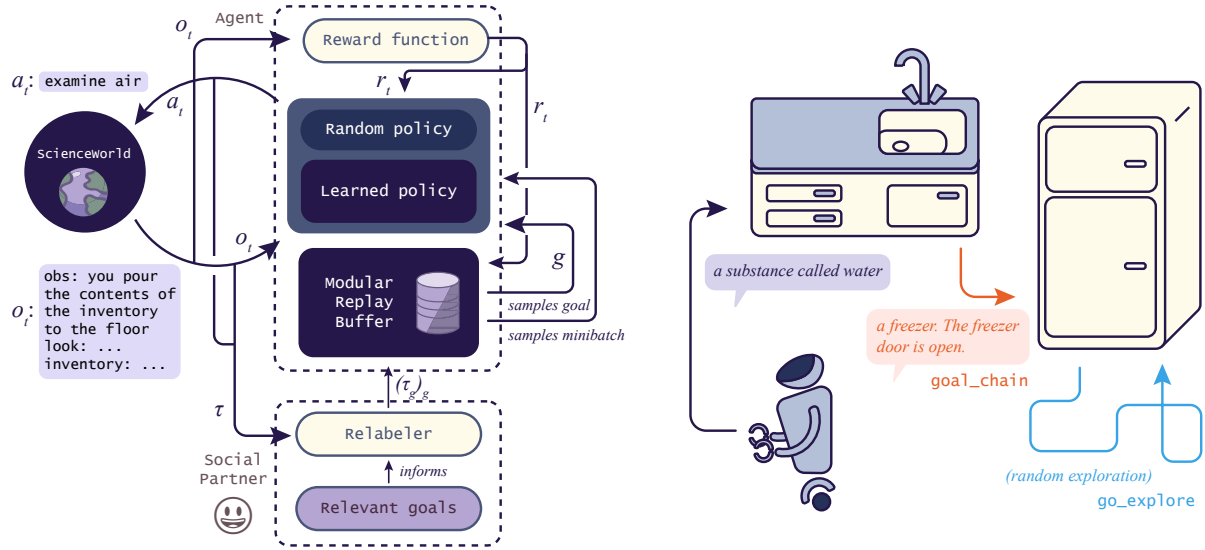 Agent
o_t
Reward function
a_t: examine air
a_t
r_t
r_t
Random policy
ScienceWorld
Learned policy
o_t
g
obs: you pour
the contents of
the inventory
o_t: to the floor
look: ...
inventory: ...
Modular
Replay
Buffer
samples goal
samples minibatch
(τ_g)_g
τ
Relabeler
Social
Partner
informs
Relevant goals
a substance called water
a freezer. The freezer
door is open.
goal_chain
(random exploration)
go_explore